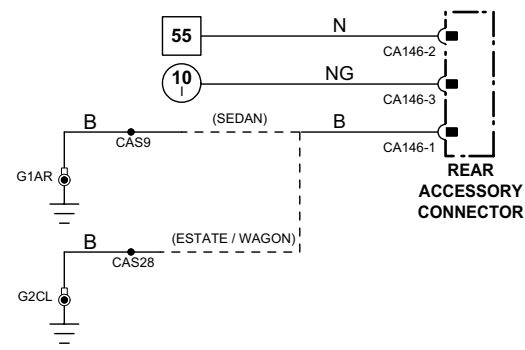 55
N
CA146-2
10
I
NG
CA146-3
B
CAS9
(SEDAN)
B
CA146-1
G1AR
REAR
ACCESSORY
CONNECTOR
B
CAS28
(ESTATE / WAGON)
G2CL